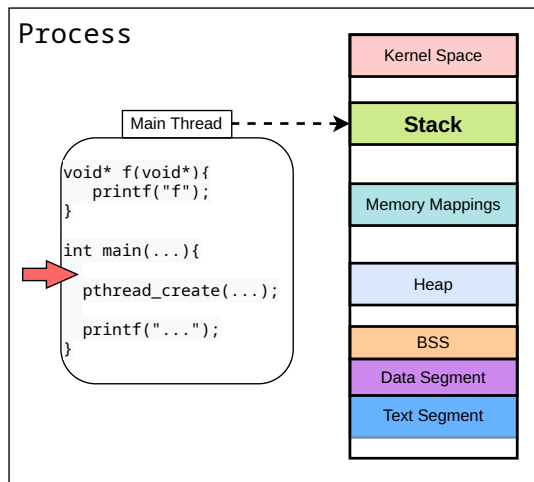 Process
Main Thread
void* f(void*){
printf("f");
}
int main(...){
pthread_create(...);
printf("...");
}
Kernel Space
Stack
Memory Mappings
Heap
BSS
Data Segment
Text Segment